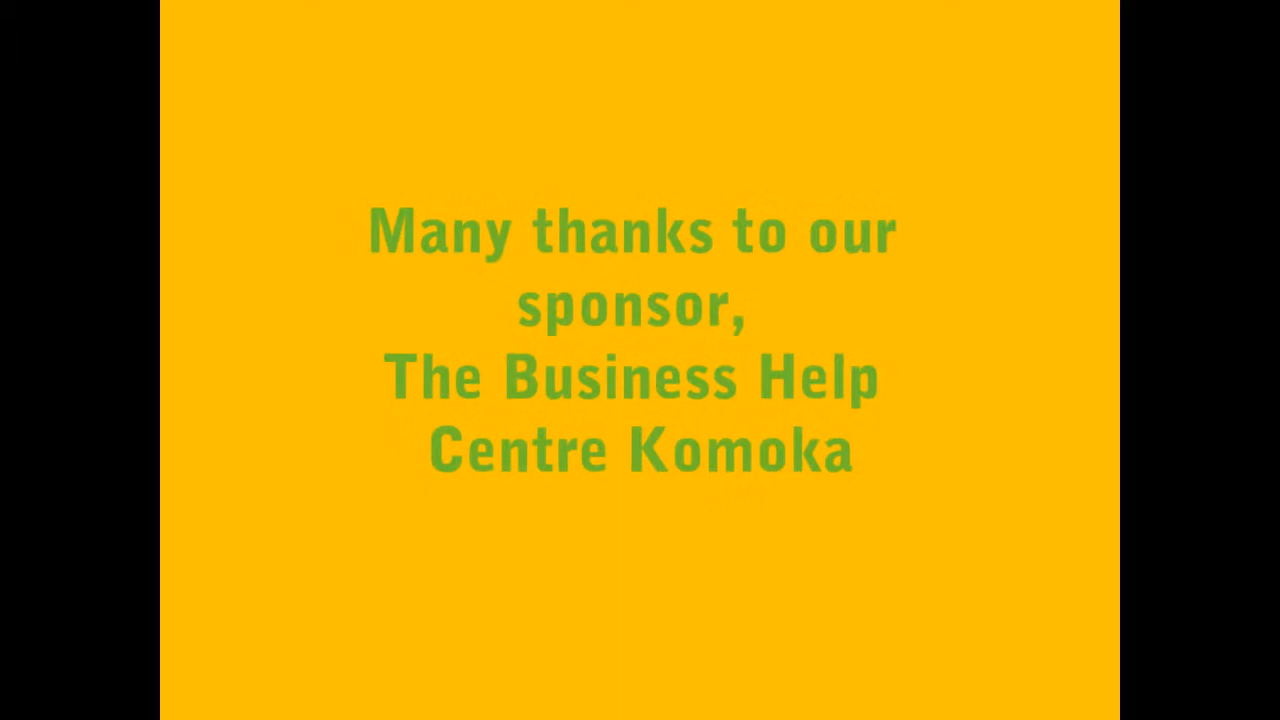 Many thanks to our
sponsor,
The Business Help
Centre Komoka